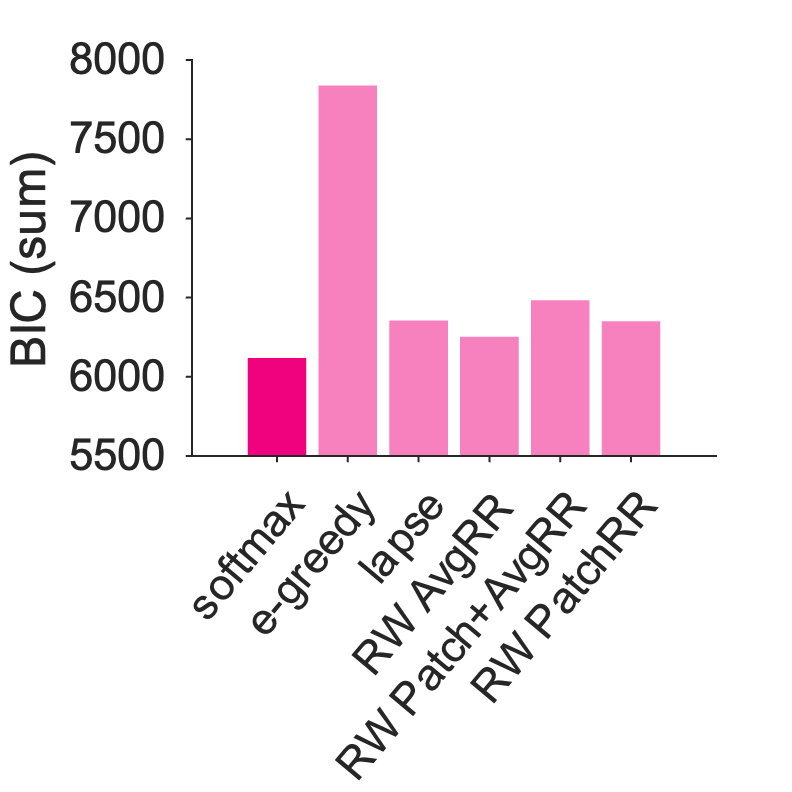 BIC (sum)
8000
7500
7000
6500
6000
5500
softmax
e-greedy
lapse
RW AvgRR
RW Patch+AvgRR
RW PatchRR